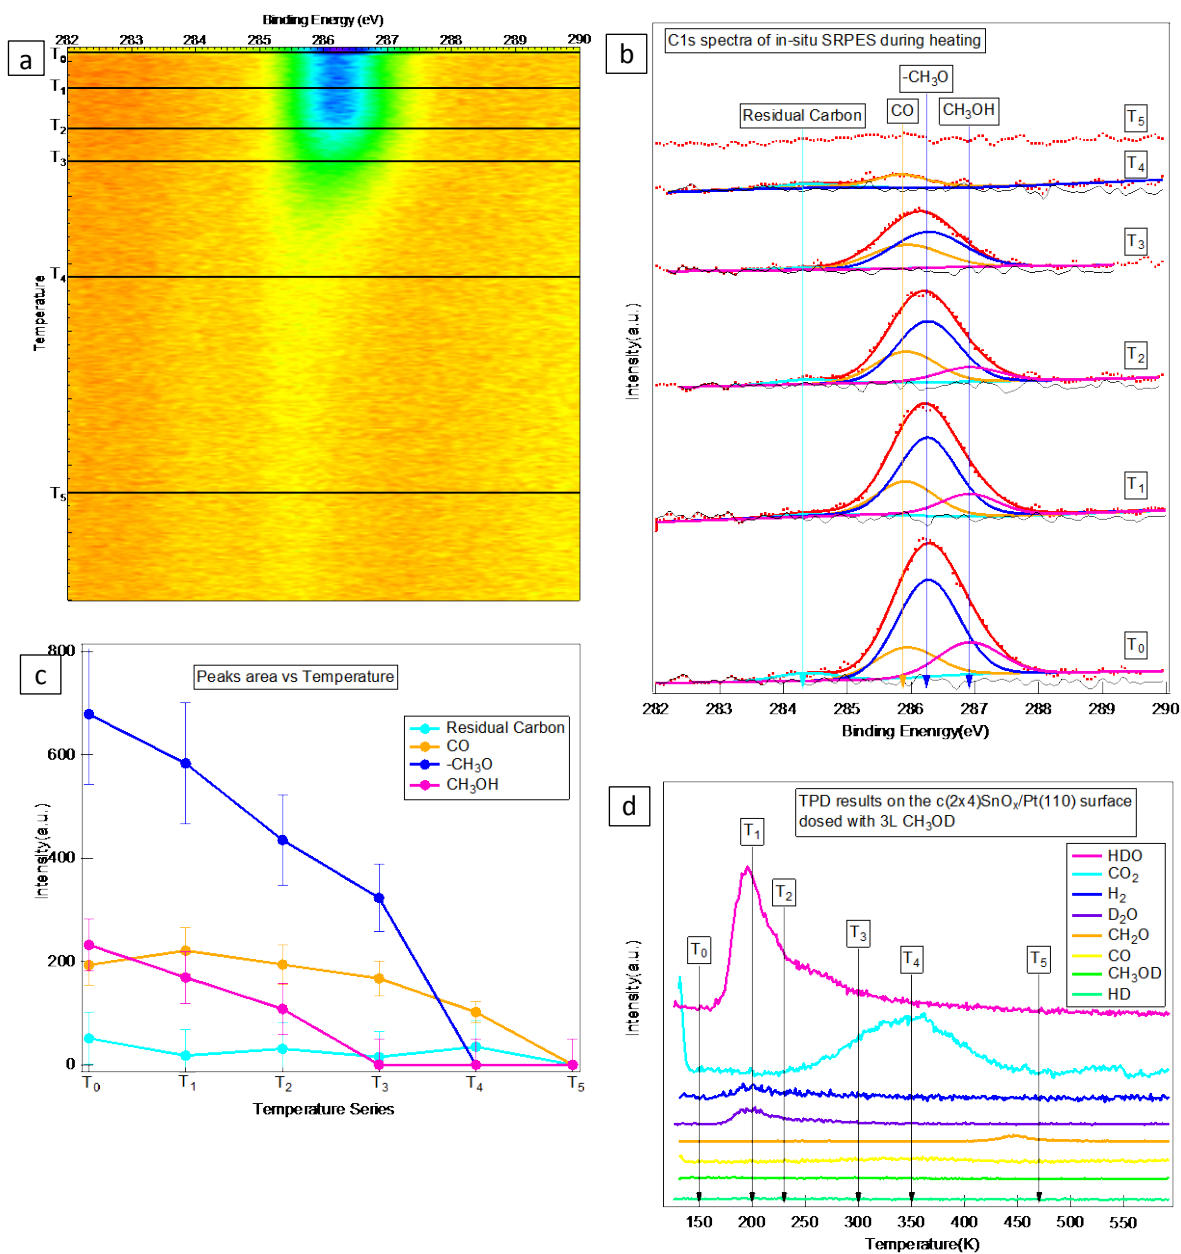 a
Binding Energy (eV)
282 283 284 285 286 287 288 289 290
T0
T1
T2
T3
T4
T5
Temperature
b
C1s spectra of in-situ SRPES during heating
-CH3O
Residual Carbon
CO
CH3OH
T5
T4
T3
T2
T1
T0
Intensity(a.u.)
282 283 284 285 286 287 288 289 290
Binding Enenrgy(eV)
c
Peaks area vs Temperature
Residual Carbon
CO
-CH3O
CH3OH
800
600
400
200
0
Intensity(a.u.)
T0 T1 T2 T3 T4 T5
Temperature Series
d
TPD results on the c(2x4)SnOx/Pt(110) surface
dosed with 3L CH3OD
T1
T2
T3
T0
T4
T5
HDO
CO2
H2
D2O
CH2O
CO
CH3OD
HD
Intensity(a.u.)
150 200 250 300 350 400 450 500 550
Temperature(K)